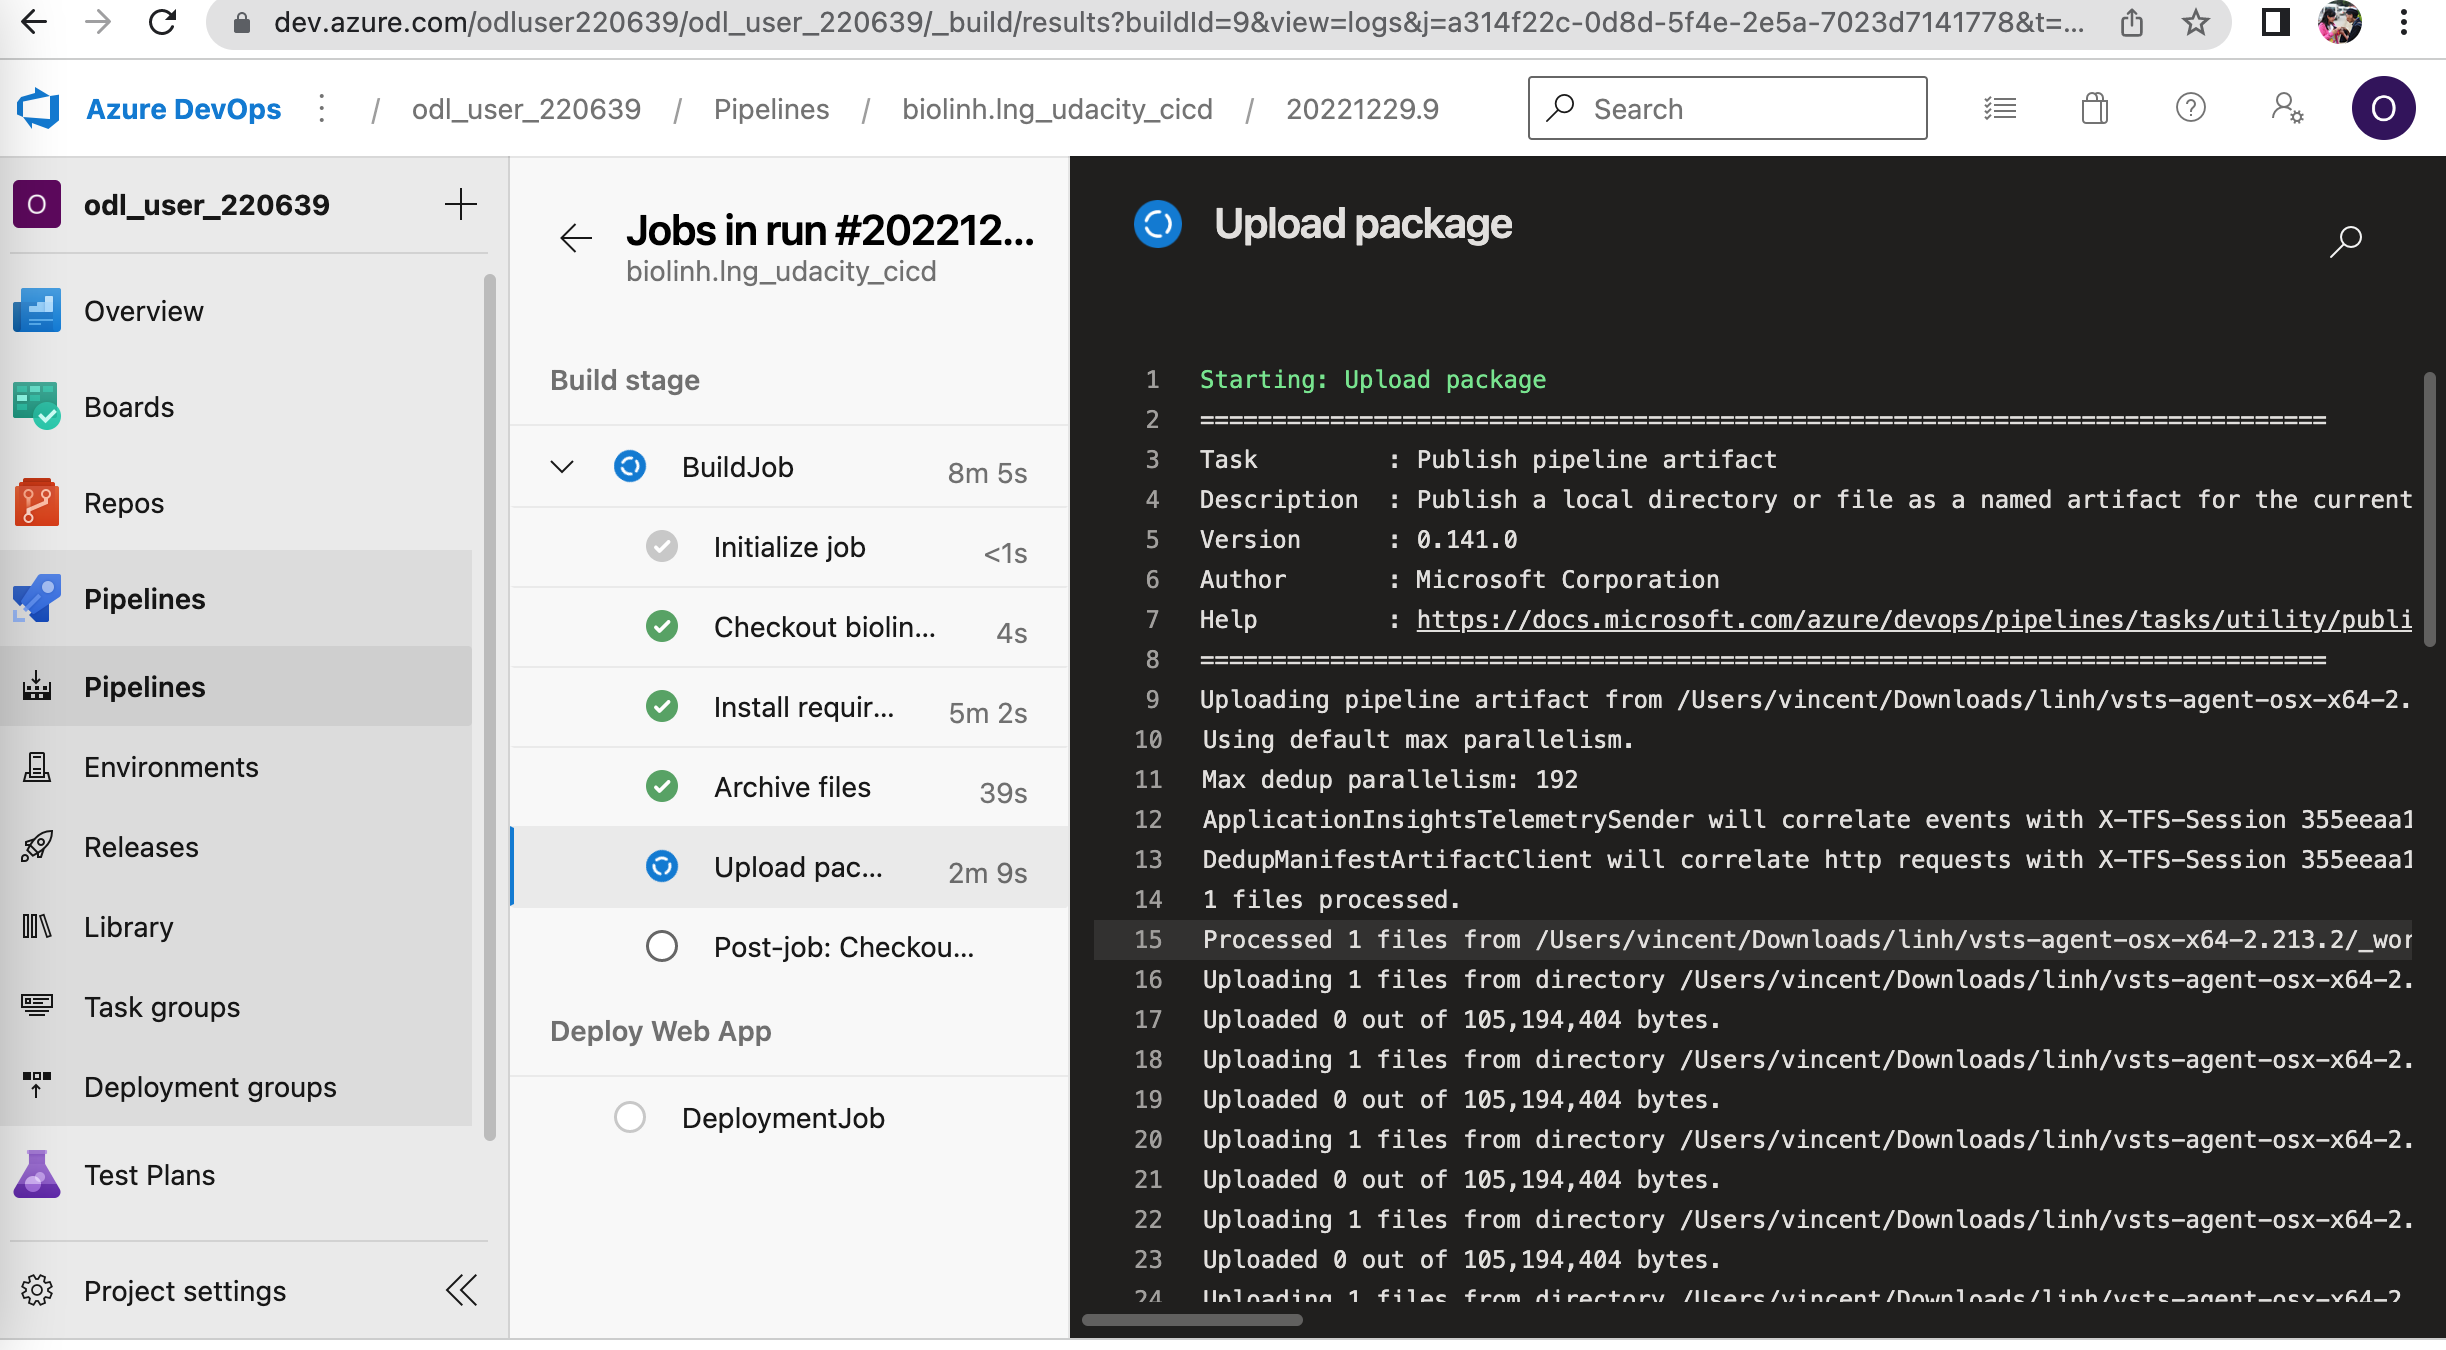 dev.azure.com/odluser220639/odl_user_220639/_build/results?buildId=9&view=logs&j=a314f22c-0d8d-5f4e-2e5a-7023d7141778&t=...
Azure DevOps / odl_user_220639 / Pipelines / biolinh.lng_udacity_cicd / 20221229.9
Search
O
O odl_user_220639
Overview
Boards
Repos
Pipelines
Pipelines
Environments
Releases
Library
Task groups
Deployment groups
Test Plans
Project settings
Jobs in run #202212...
biolinh.lng_udacity_cicd
Build stage
BuildJob 8m 5s
Initialize job <1s
Checkout biolin... 4s
Install requir... 5m 2s
Archive files 39s
Upload pac... 2m 9s
Post-job: Checkou...
Deploy Web App
DeploymentJob
Upload package
1 Starting: Upload package
2 ==============================================================================
3 Task : Publish pipeline artifact
4 Description : Publish a local directory or file as a named artifact for the current
5 Version : 0.141.0
6 Author : Microsoft Corporation
7 Help : https://docs.microsoft.com/azure/devops/pipelines/tasks/utility/publi
8 ==============================================================================
9 Uploading pipeline artifact from /Users/vincent/Downloads/linh/vsts-agent-osx-x64-2.
10 Using default max parallelism.
11 Max dedup parallelism: 192
12 ApplicationInsightsTelemetrySender will correlate events with X-TFS-Session 355eeaa1
13 DedupManifestArtifactClient will correlate http requests with X-TFS-Session 355eeaa1
14 1 files processed.
15 Processed 1 files from /Users/vincent/Downloads/linh/vsts-agent-osx-x64-2.213.2/_wor
16 Uploading 1 files from directory /Users/vincent/Downloads/linh/vsts-agent-osx-x64-2.
17 Uploaded 0 out of 105,194,404 bytes.
18 Uploading 1 files from directory /Users/vincent/Downloads/linh/vsts-agent-osx-x64-2.
19 Uploaded 0 out of 105,194,404 bytes.
20 Uploading 1 files from directory /Users/vincent/Downloads/linh/vsts-agent-osx-x64-2.
21 Uploaded 0 out of 105,194,404 bytes.
22 Uploading 1 files from directory /Users/vincent/Downloads/linh/vsts-agent-osx-x64-2.
23 Uploaded 0 out of 105,194,404 bytes.
24 Uploading 1 files from directory /Users/vincent/Downloads/linh/vsts-agent-osx-x64-2